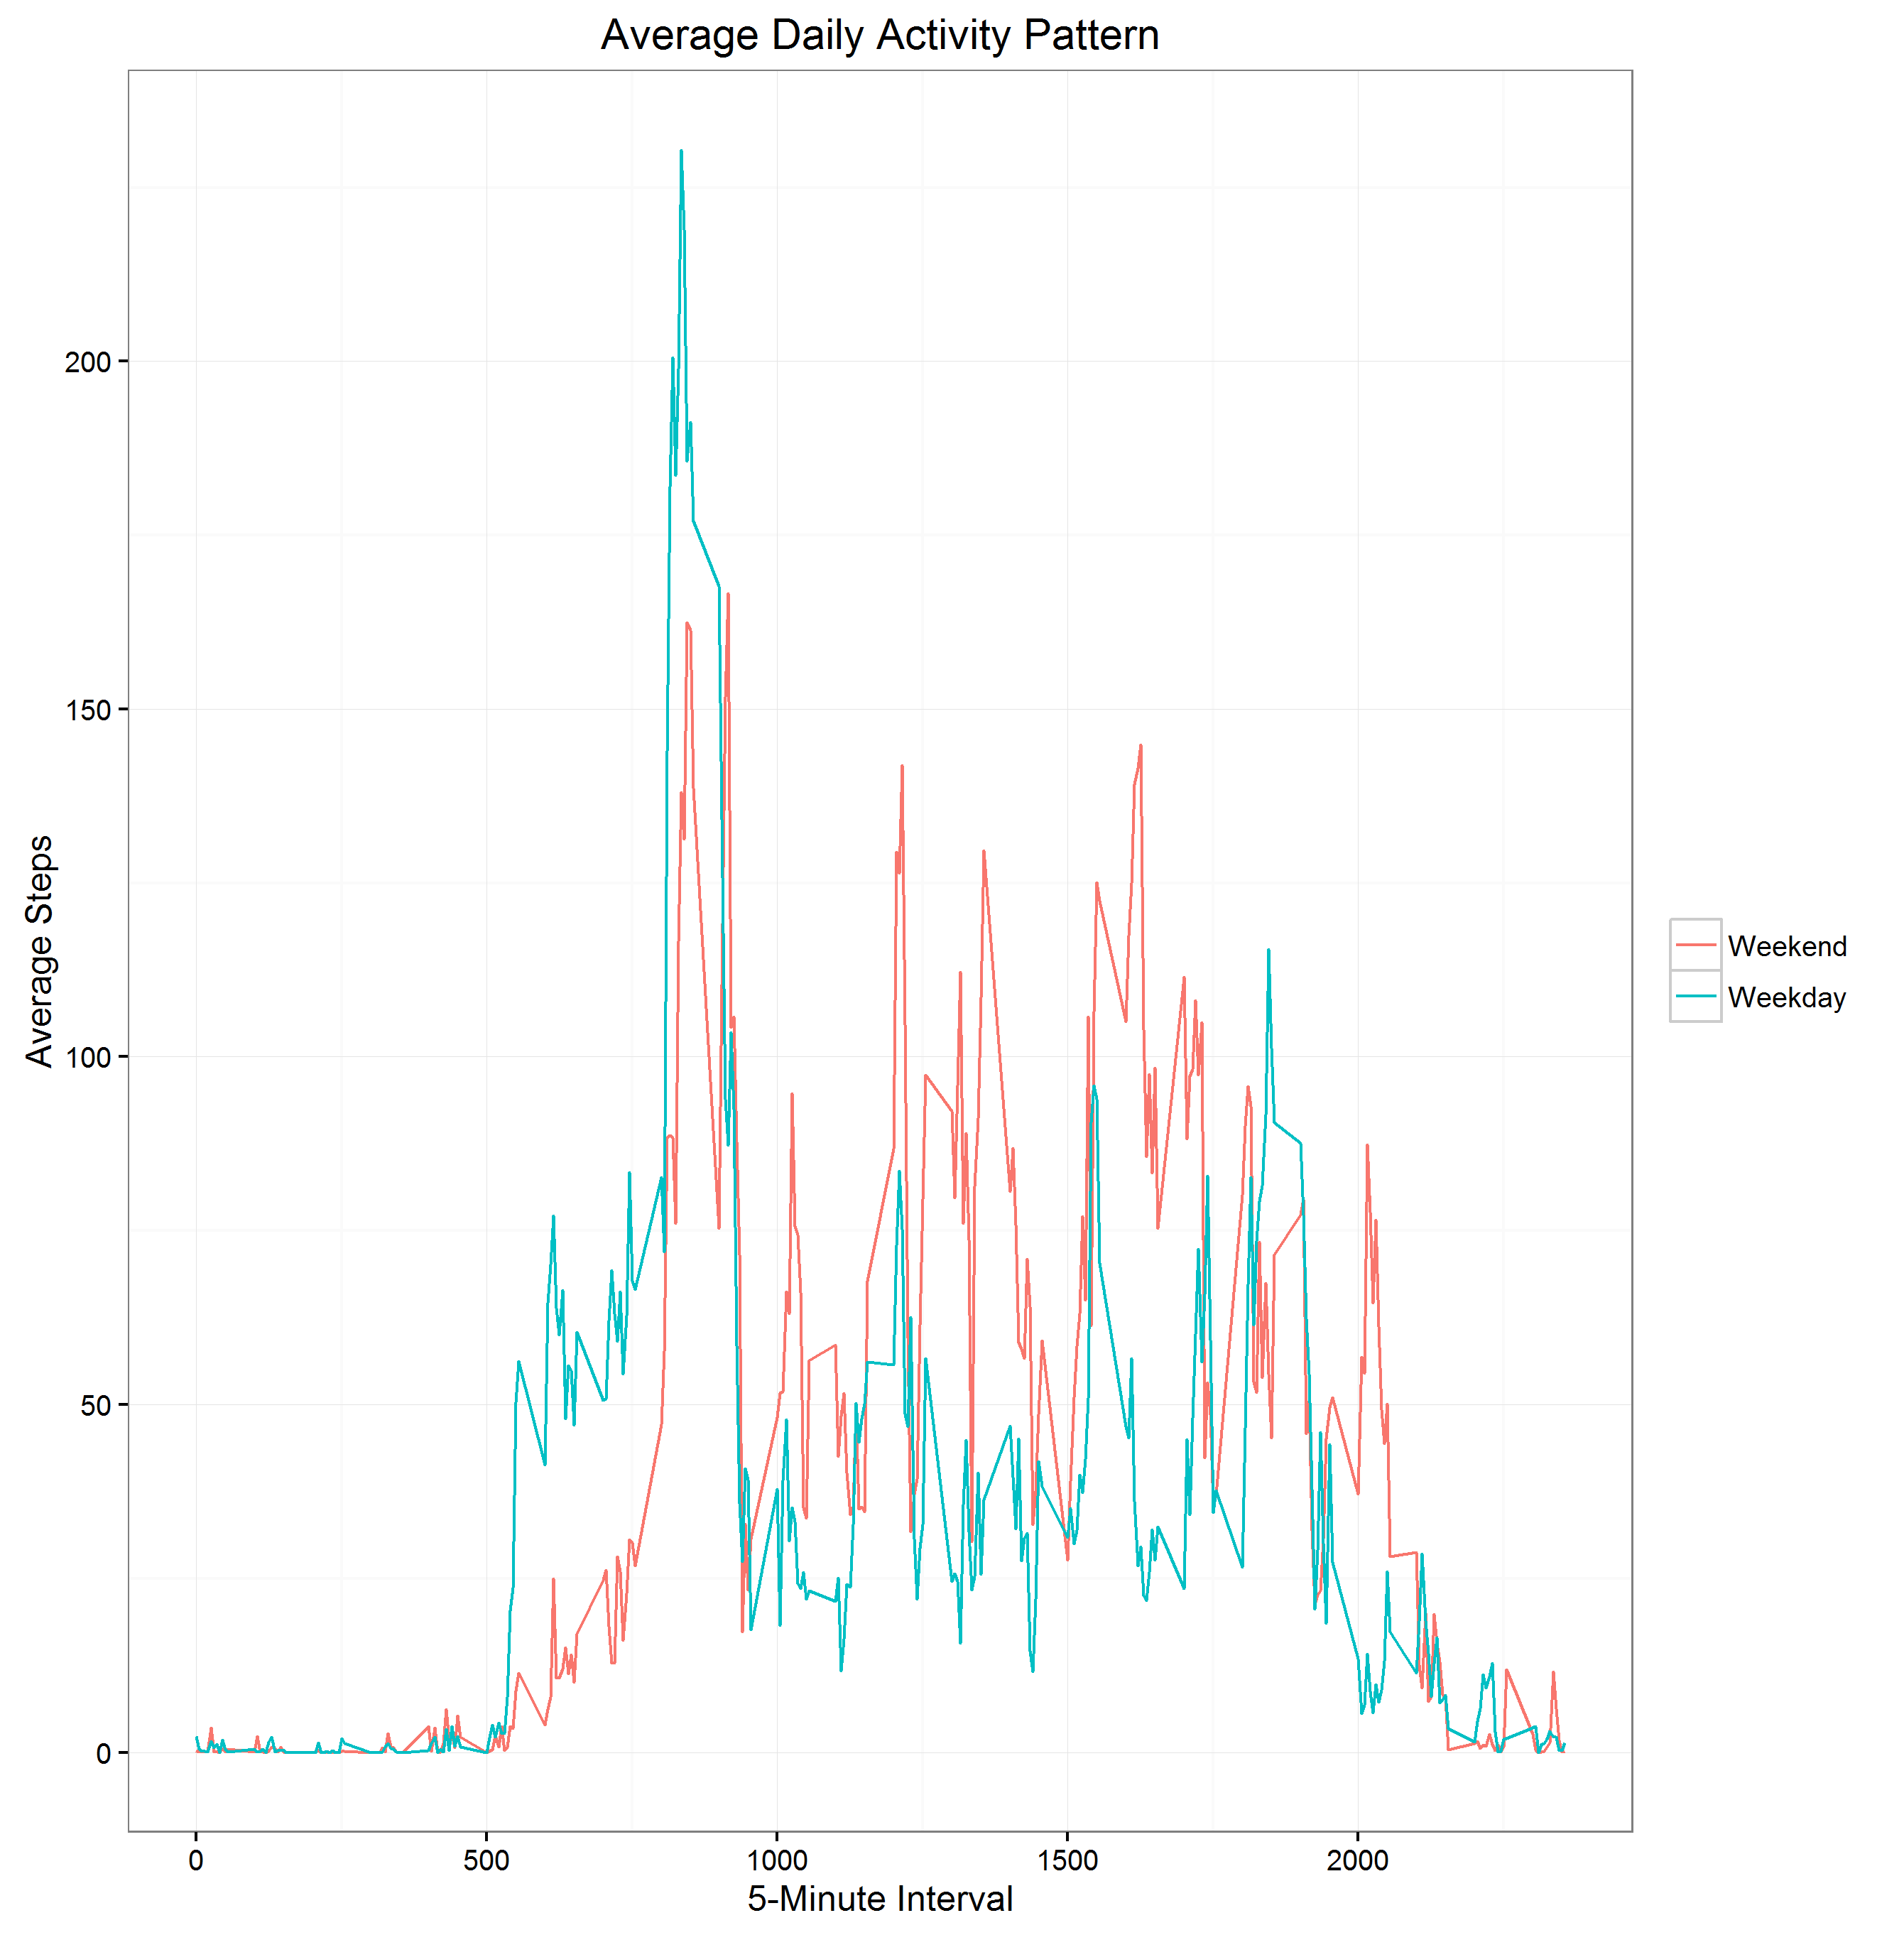 Average Daily Activity Pattern
Average Steps
200
150
100
50
0
0 500 1000 1500 2000
5-Minute Interval
Weekend
Weekday